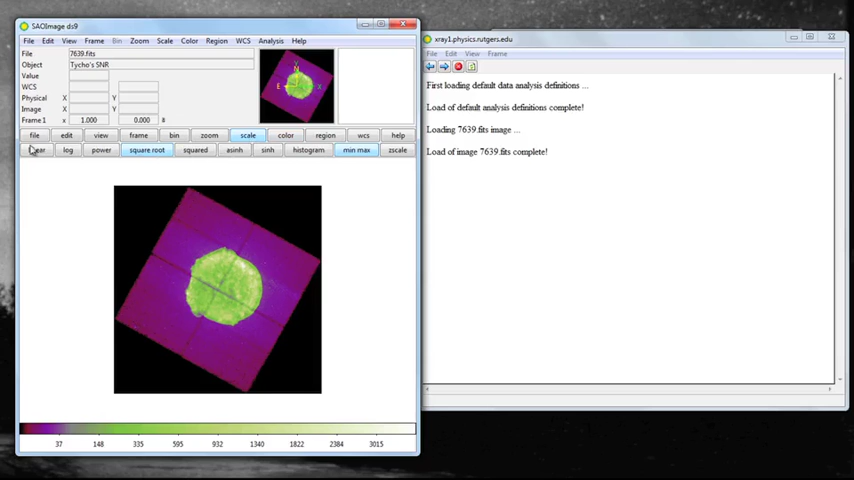 SAOImage ds9
File Edit View Frame Bin Zoom Scale Color Region WCS Analysis Help
File 7639.fits
Object Tycho's SNR
Value
WCS
Physical X Y
Image X Y
Frame 1 x 1.000 0.000 °
N
E X
file edit view frame bin zoom scale color region wcs help
log power square root squared asinh sinh histogram min max zscale
37 148 335 595 932 1340 1822 2384 3015
xray1.physics.rutgers.edu
File Edit View Frame
First loading default data analysis definitions ...
Load of default analysis definitions complete!
Loading 7639.fits image ...
Load of image 7639.fits complete!